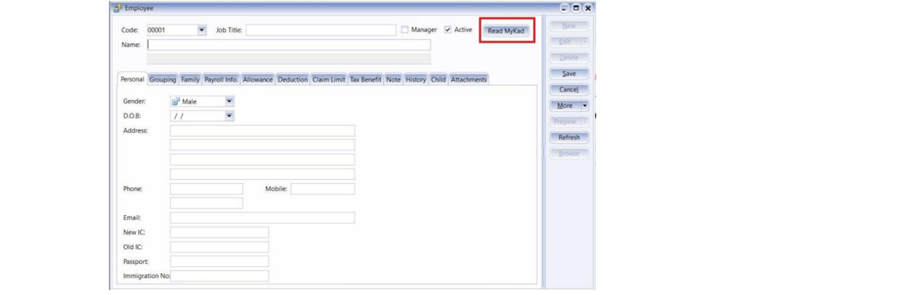 Employee
Code: 00001 Job Title: Manager Active Read MyKad
Name:
Personal Grouping Family Payroll Info. Allowance Deduction Claim Limit Tax Benefit Note History Child Attachments
Gender: Male
D.O.B: / /
Address:
Phone: Mobile:
Email:
New IC:
Old IC:
Passport:
Immigration No:
New
Edit
Delete
Save
Cancel
More
Preview
Refresh
Browse